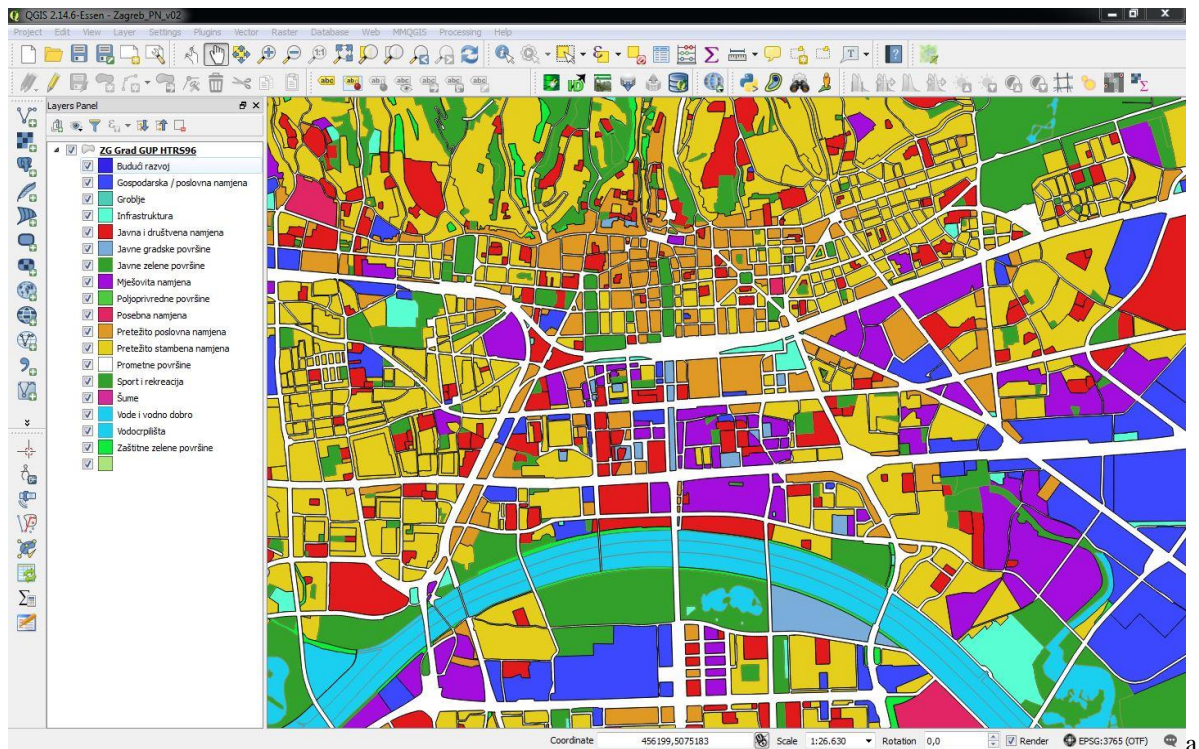 QGIS 2.14.6-Essen - Zagreb_PN_v02
Project Edit View Layer Settings Plugins Vector Raster Database Web MMQGIS Processing Help
Layers Panel
ZG Grad GUP HTRS96
Budući razvoj
Gospodarska / poslovna namjena
Groblje
Infrastruktura
Javna i društvena namjena
Javne gradske površine
Javne zelene površine
Mješovita namjena
Poljoprivredne površine
Posebna namjena
Pretežito poslovna namjena
Pretežito stambena namjena
Prometne površine
Sport i rekreacija
Šume
Vode i vodno dobro
Vodocrpilišta
Zaštitne zelene površine
Coordinate 456199,5075183 Scale 1:26.630 Rotation 0,0 Render EPSG:3765 (OTF)
a